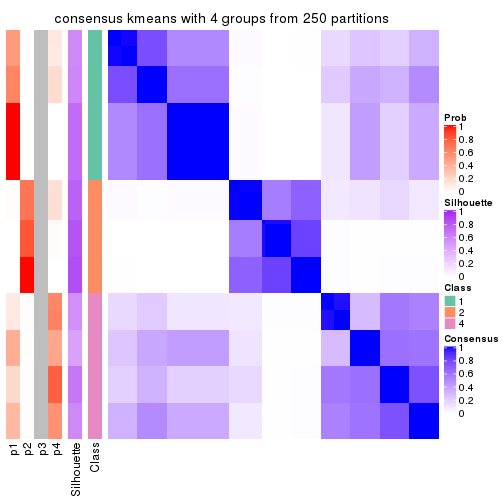 consensus kmeans with 4 groups from 250 partitions
Prob
1
0.8
0.6
0.4
0.2
0
Silhouette
1
0.8
0.6
0.4
0.2
0
Class
1
2
4
Consensus
1
0.8
0.6
0.4
0.2
0
p1
p2
p3
p4
Silhouette
Class